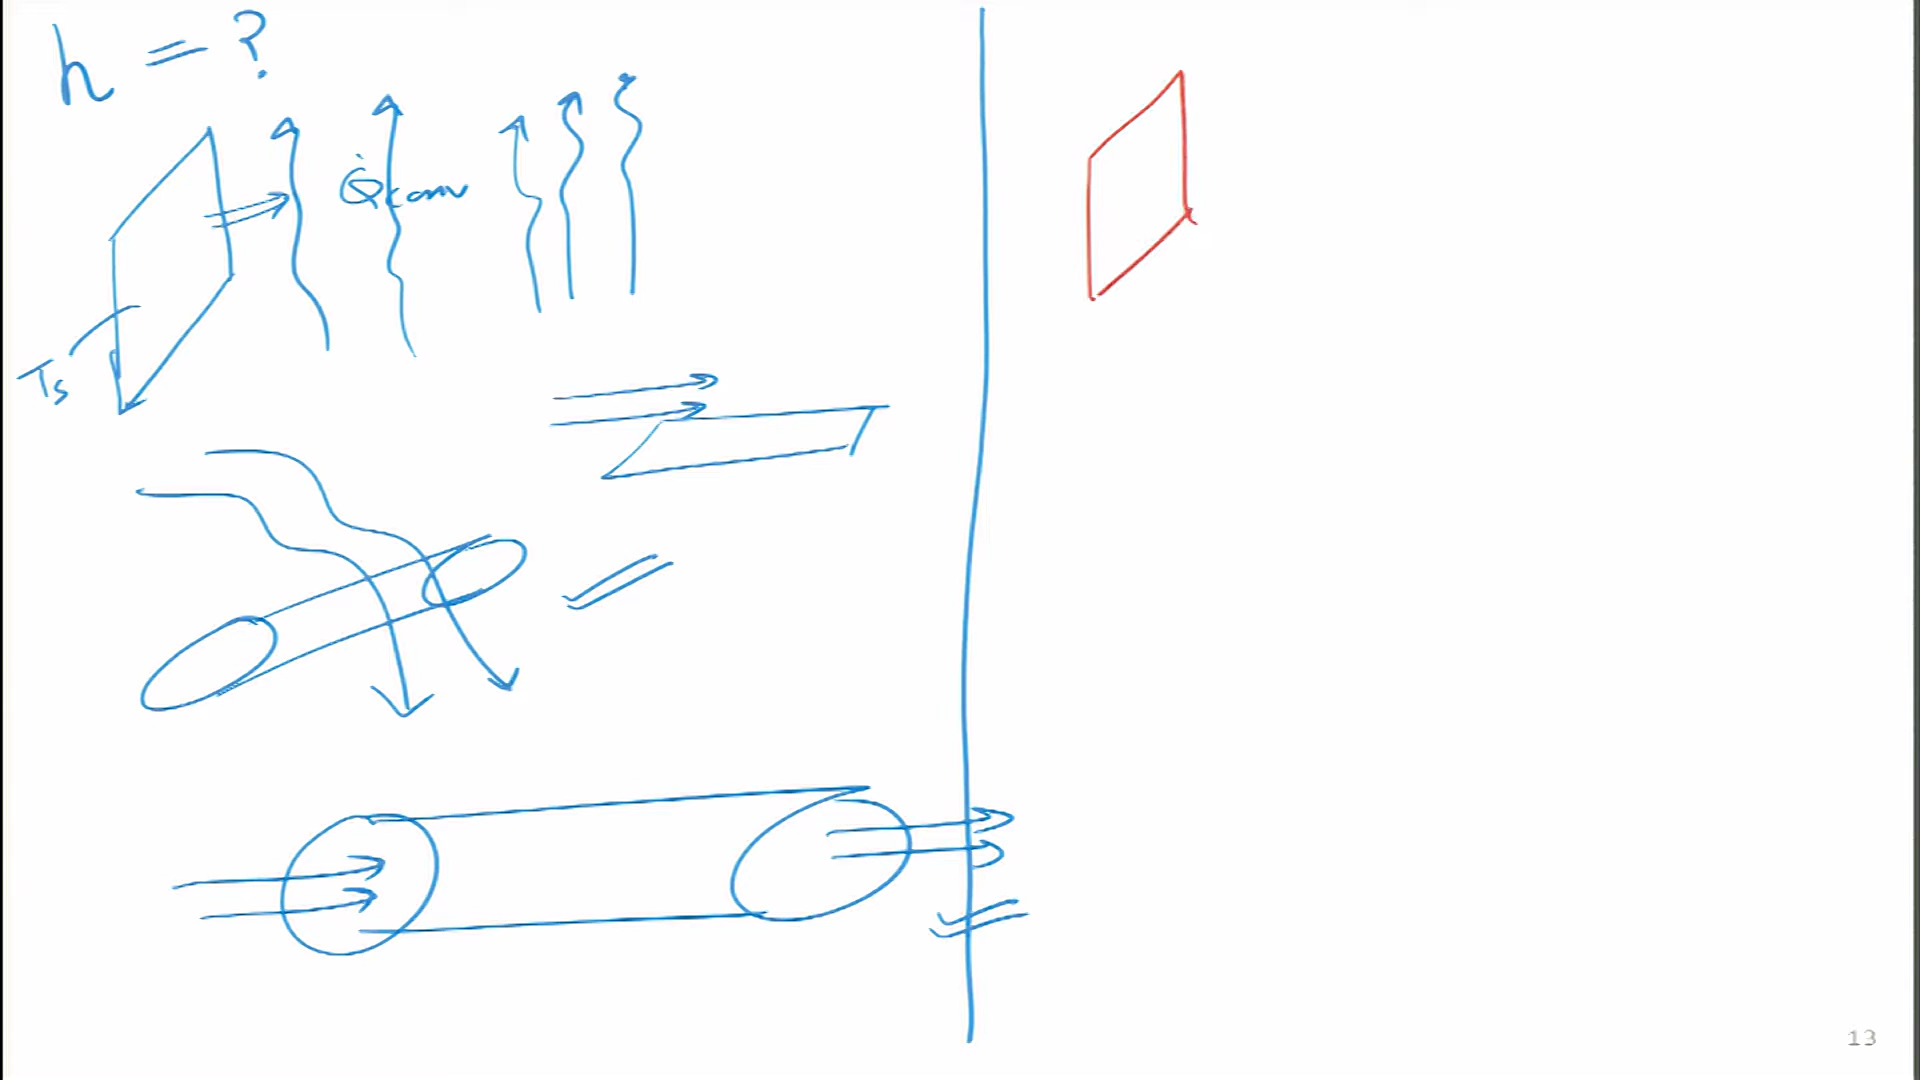 h = ?
Q̇conv
Ts
13